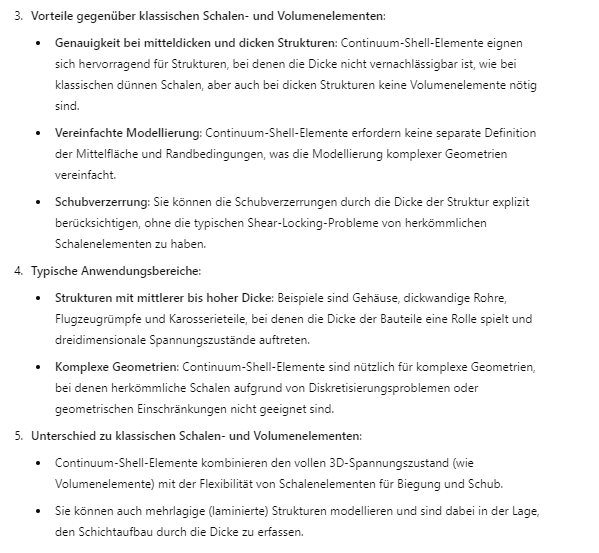 3. Vorteile gegenüber klassischen Schalen- und Volumenelementen:
• Genauigkeit bei mitteldicken und dicken Strukturen: Continuum-Shell-Elemente eignen
sich hervorragend für Strukturen, bei denen die Dicke nicht vernachlässigbar ist, wie bei
klassischen dünnen Schalen, aber auch bei dicken Strukturen keine Volumenelemente nötig
sind.
• Vereinfachte Modellierung: Continuum-Shell-Elemente erfordern keine separate Definition
der Mittelfläche und Randbedingungen, was die Modellierung komplexer Geometrien
vereinfacht.
• Schubverzerrung: Sie können die Schubverzerrungen durch die Dicke der Struktur explizit
berücksichtigen, ohne die typischen Shear-Locking-Probleme von herkömmlichen
Schalenelementen zu haben.
4. Typische Anwendungsbereiche:
• Strukturen mit mittlerer bis hoher Dicke: Beispiele sind Gehäuse, dickwandige Rohre,
Flugzeugrümpfe und Karosserieteile, bei denen die Dicke der Bauteile eine Rolle spielt und
dreidimensionale Spannungszustände auftreten.
• Komplexe Geometrien: Continuum-Shell-Elemente sind nützlich für komplexe Geometrien,
bei denen herkömmliche Schalen aufgrund von Diskretisierungsproblemen oder
geometrischen Einschränkungen nicht geeignet sind.
5. Unterschied zu klassischen Schalen- und Volumenelementen:
• Continuum-Shell-Elemente kombinieren den vollen 3D-Spannungszustand (wie
Volumenelemente) mit der Flexibilität von Schalenelementen für Biegung und Schub.
• Sie können auch mehrlagige (laminierte) Strukturen modellieren und sind dabei in der Lage,
den Schichtaufbau durch die Dicke zu erfassen.